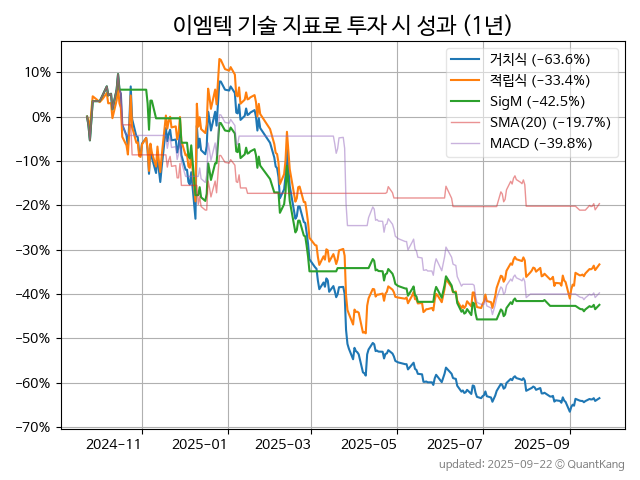 이엠텍 기술 지표로 투자 시 성과 (1년)
거치식 (−63.6%)
적립식 (−33.4%)
SigM (−42.5%)
SMA(20) (−19.7%)
MACD (−39.8%)
10%
0%
−10%
−20%
−30%
−40%
−50%
−60%
−70%
2024-11
2025-01
2025-03
2025-05
2025-07
2025-09
updated: 2025-09-22 © QuantKang